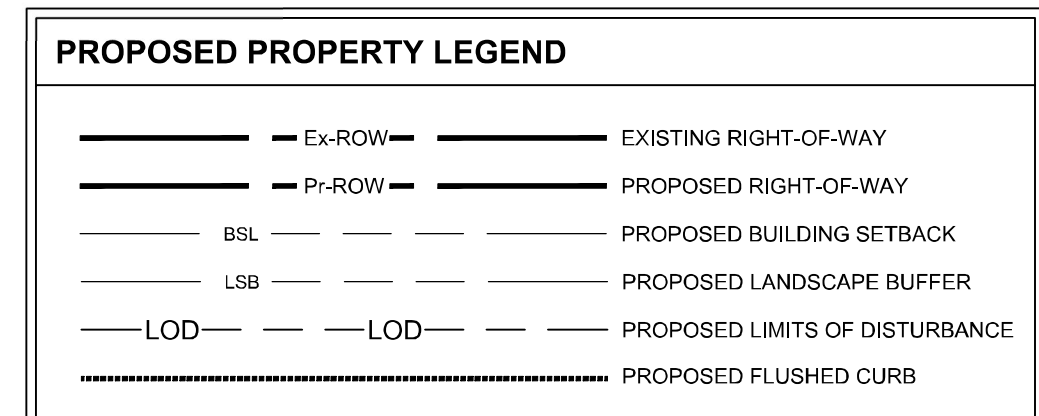 PROPOSED PROPERTY LEGEND
Ex-ROW EXISTING RIGHT-OF-WAY
Pr-ROW PROPOSED RIGHT-OF-WAY
BSL PROPOSED BUILDING SETBACK
LSB PROPOSED LANDSCAPE BUFFER
LOD LOD PROPOSED LIMITS OF DISTURBANCE
PROPOSED FLUSHED CURB